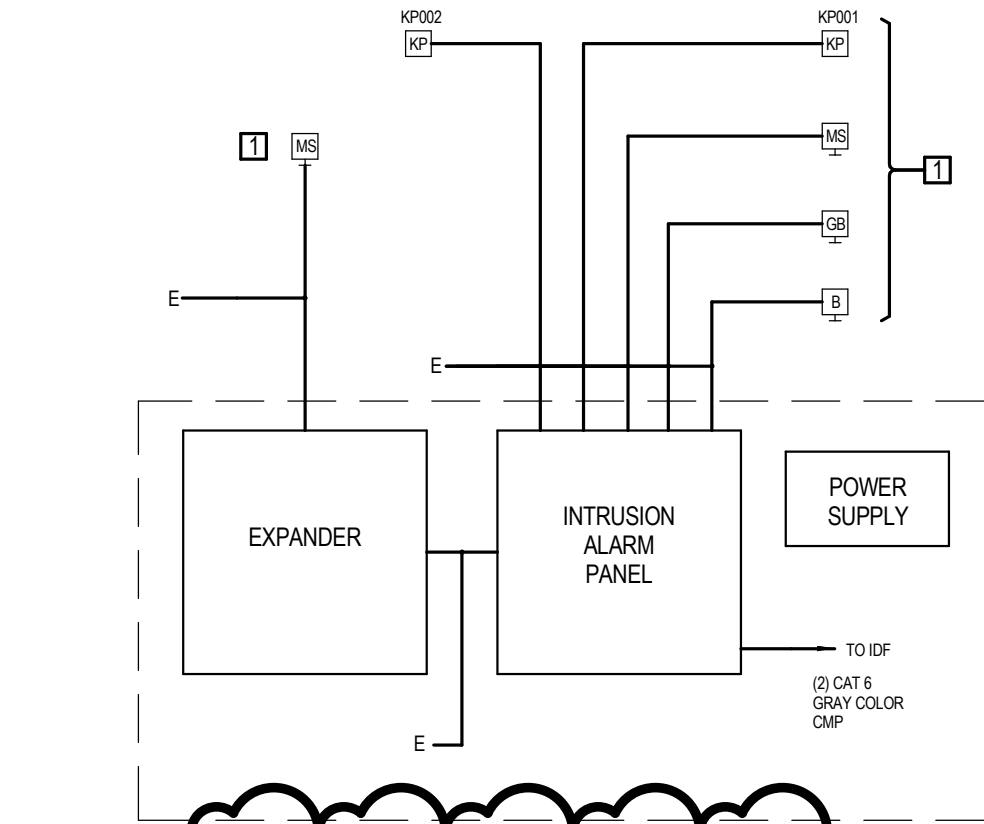 KP002
KP
KP001
KP
1
MS
MS
1
GB
B
E
E
EXPANDER
INTRUSION
ALARM
PANEL
POWER
SUPPLY
TO IDF
(2) CAT 6
GRAY COLOR
CMP
E